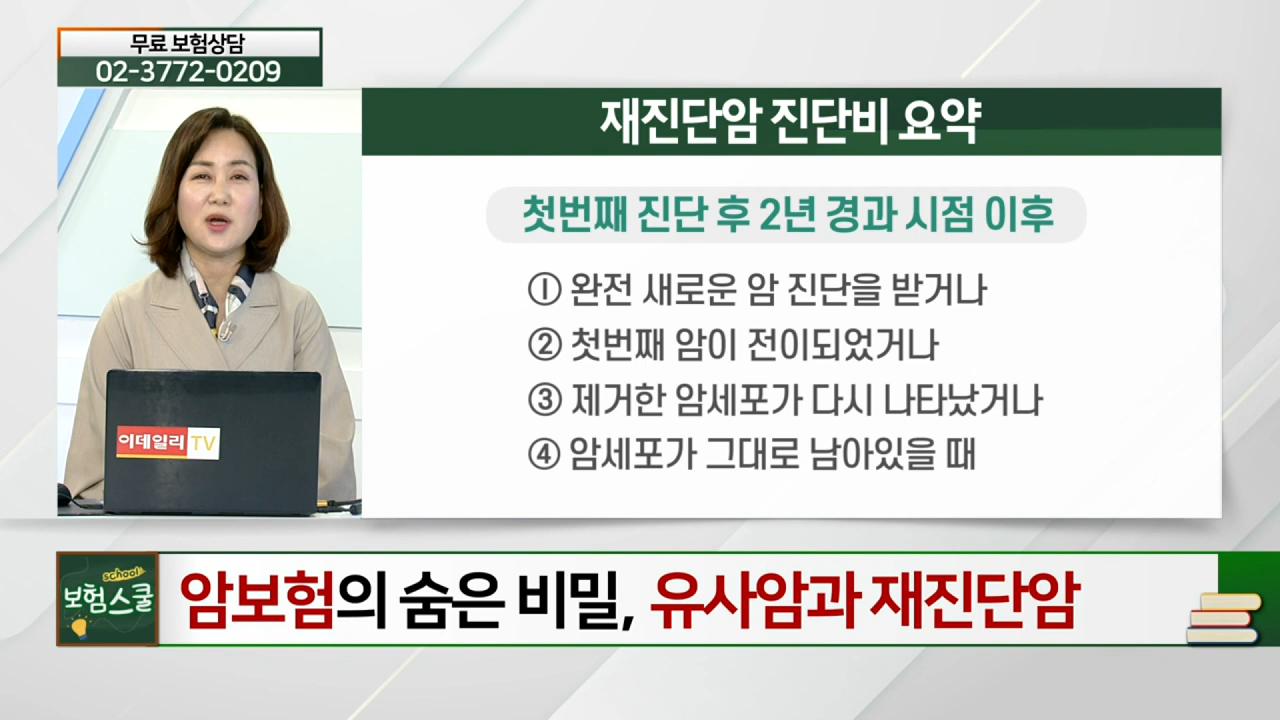 무료 보험상담
02-3772-0209
재진단암 진단비 요약
첫번째 진단 후 2년 경과 시점 이후
① 완전 새로운 암 진단을 받거나
② 첫번째 암이 전이되었거나
③ 제거한 암세포가 다시 나타났거나
④ 암세포가 그대로 남아있을 때
이데일리 TV
school
보험스쿨
암보험의 숨은 비밀, 유사암과 재진단암